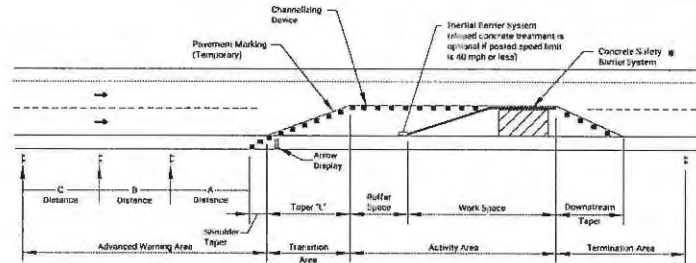 Channelizing
Device
Inertial Barrier System
(sloped concrete treatment is
optional if posted speed limit
is 40 mph or less)
Pavement Marking
(Temporary)
Concrete Safety *
Barrier System
Arrow
Display
C
Distance
B
Distance
A
Distance
Shoulder
Taper
Taper "L"
Buffer
Space
Work Space
Downstream
Taper
Advanced Warning Area
Transition
Area
Activity Area
Termination Area